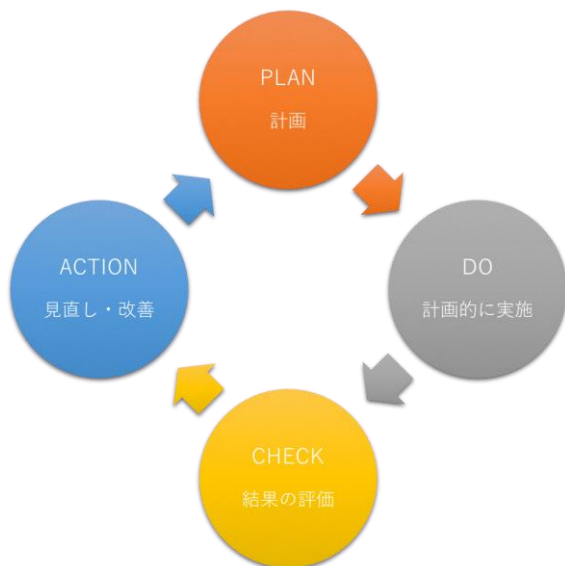 PLAN
計画
DO
計画的に実施
CHECK
結果の評価
ACTION
見直し・改善